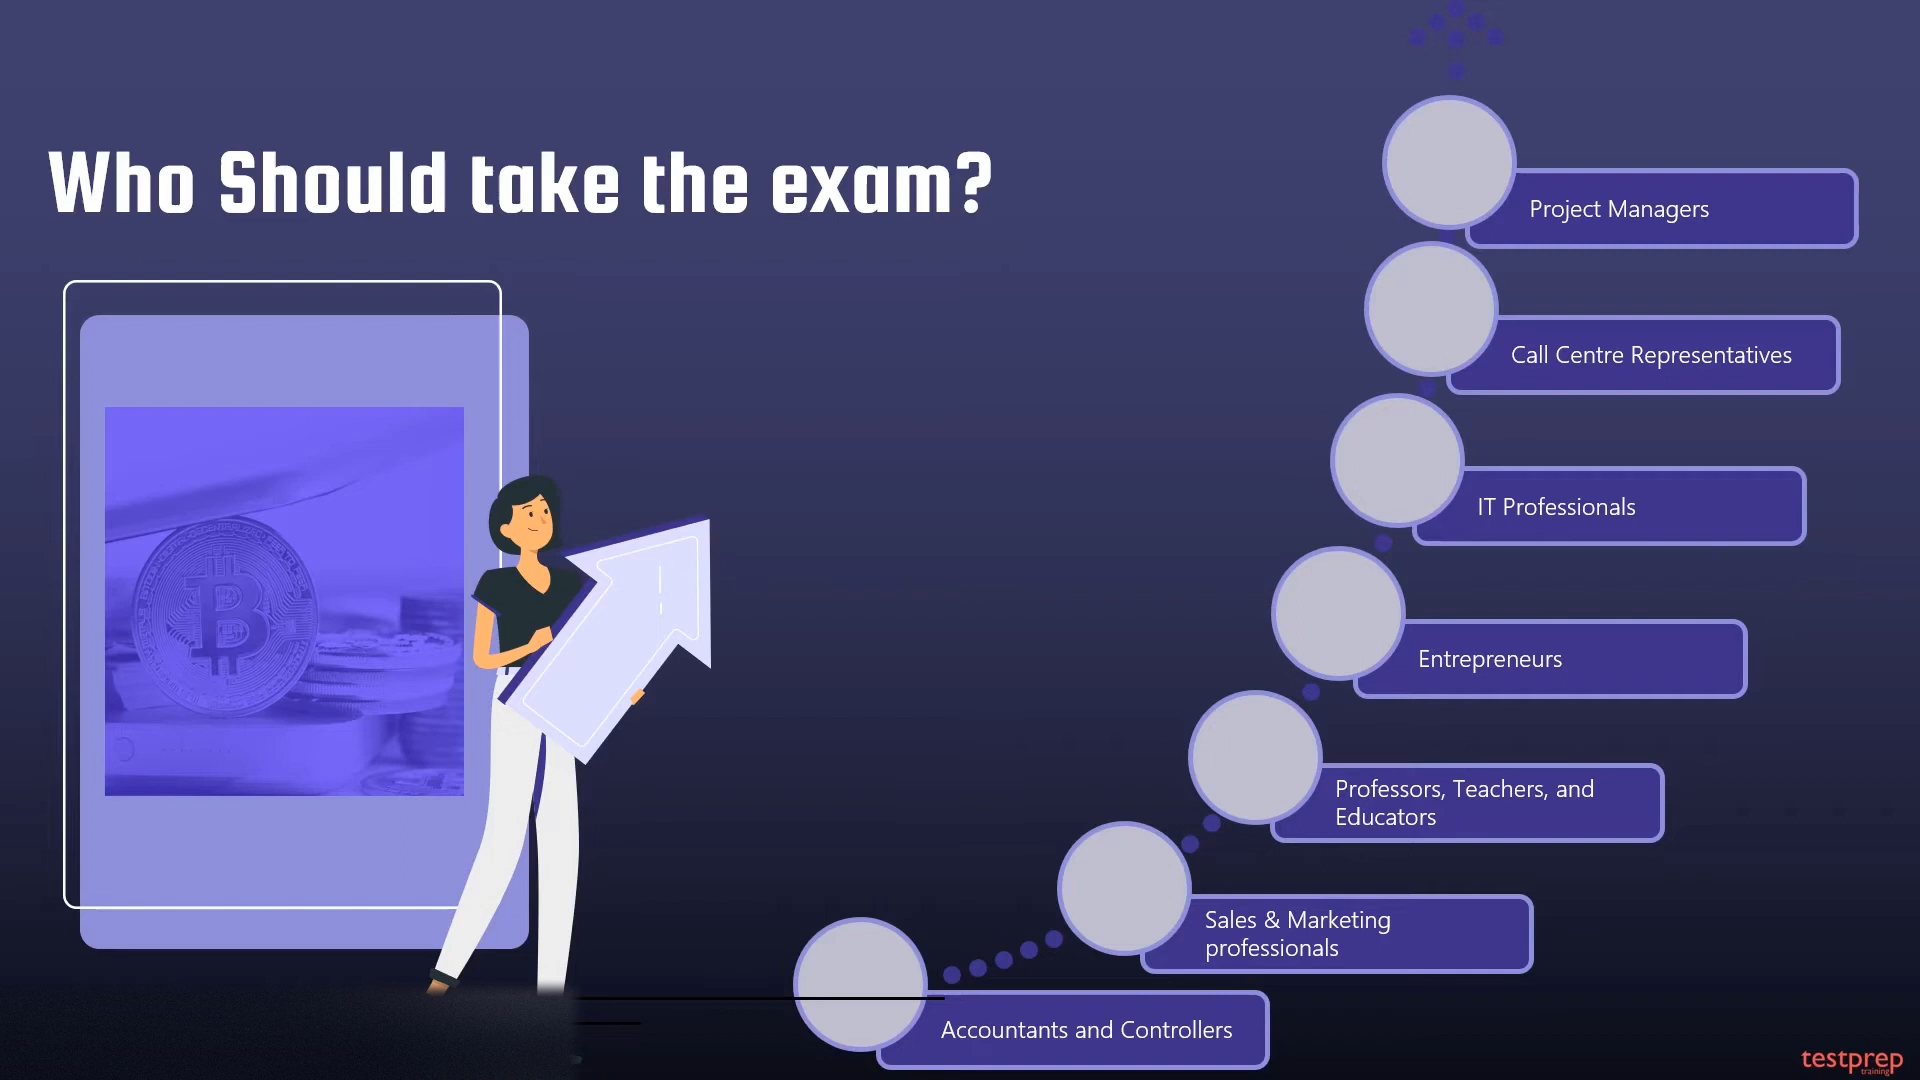 Who Should take the exam?
Project Managers
Call Centre Representatives
IT Professionals
Entrepreneurs
Professors, Teachers, and
Educators
Sales & Marketing
professionals
Accountants and Controllers
testprep
training